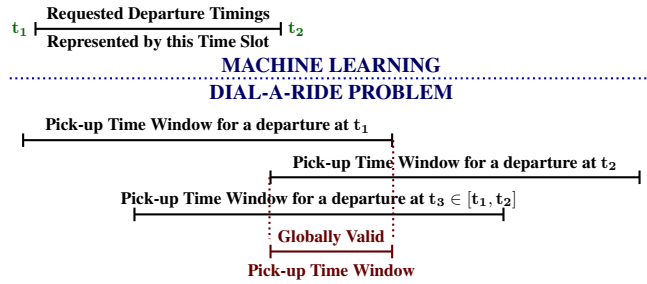 Requested Departure Timings
t₁ t₂
Represented by this Time Slot
MACHINE LEARNING
DIAL-A-RIDE PROBLEM
Pick-up Time Window for a departure at t₁
Pick-up Time Window for a departure at t₂
Pick-up Time Window for a departure at t₃ ∈ [t₁, t₂]
Globally Valid
Pick-up Time Window